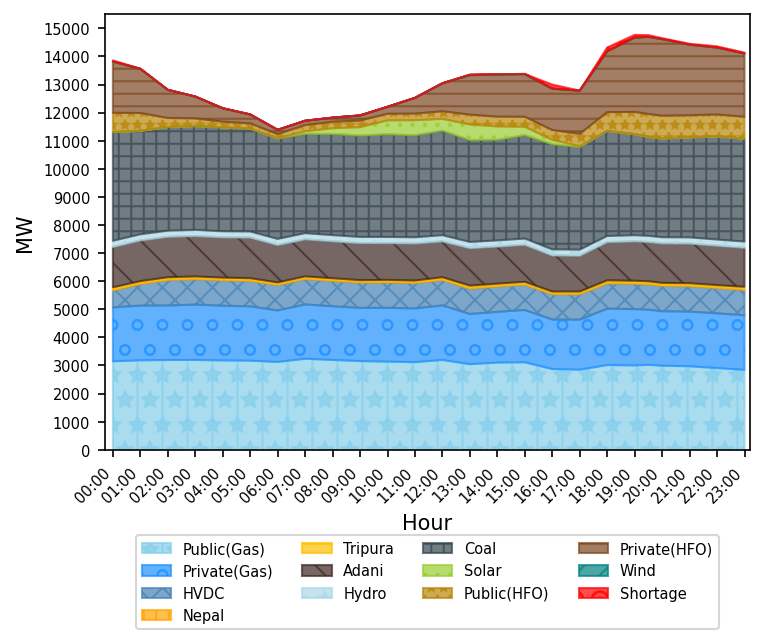 15000
14000
13000
12000
11000
10000
9000
8000
7000
6000
5000
4000
3000
2000
1000
0
MW
00:00 01:00 02:00 03:00 04:00 05:00 06:00 07:00 08:00 09:00 10:00 11:00 12:00 13:00 14:00 15:00 16:00 17:00 18:00 19:00 20:00 21:00 22:00 23:00
Hour
Public(Gas) Tripura Coal Private(HFO)
Private(Gas) Adani Solar Wind
HVDC Hydro Public(HFO) Shortage
Nepal